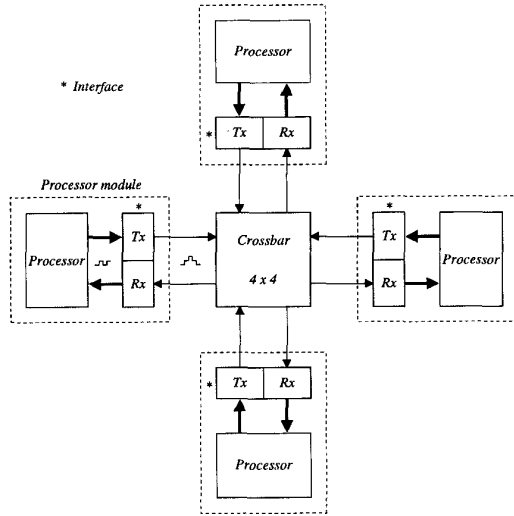 Processor
* Interface
* Tx Rx
Processor module
*
Processor Tx
Rx
Crossbar
4 x 4
*
Tx Processor
Rx
* Tx Rx
Processor